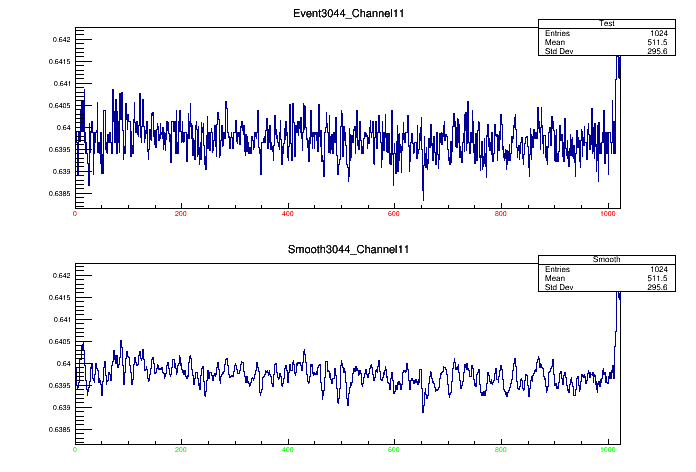 Event3044_Channel11
Test
Entries 1024
Mean 511.5
Std Dev 295.6
0.642
0.6415
0.641
0.6405
0.64
0.6395
0.639
0.6385
0 200 400 600 800 1000
Smooth3044_Channel11
Smooth
Entries 1024
Mean 511.5
Std Dev 295.6
0.642
0.6415
0.641
0.6405
0.64
0.6395
0.639
0.6385
0 200 400 600 800 1000